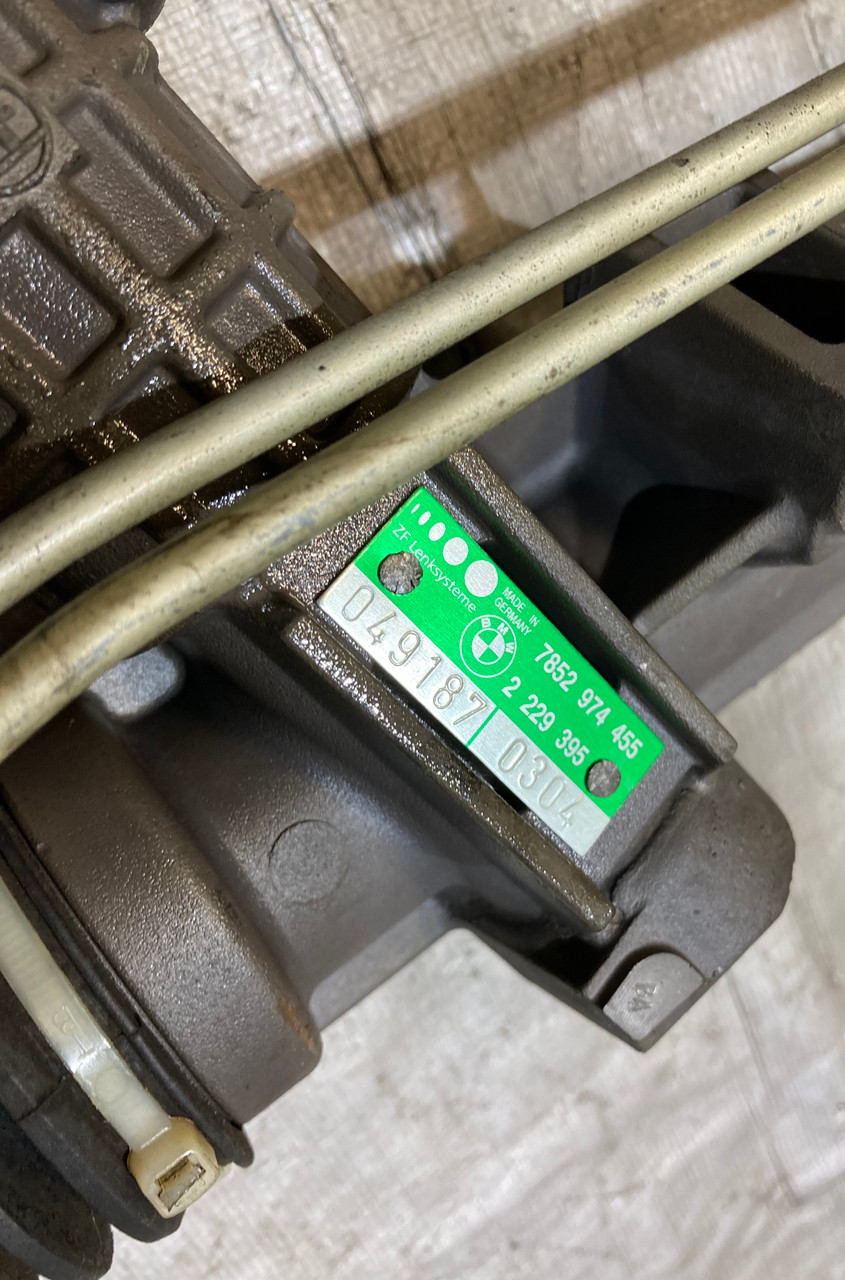 ZF Lenksysteme
MADE IN
GERMANY
BMW
7852 974 455
2 229 395
049187
0304